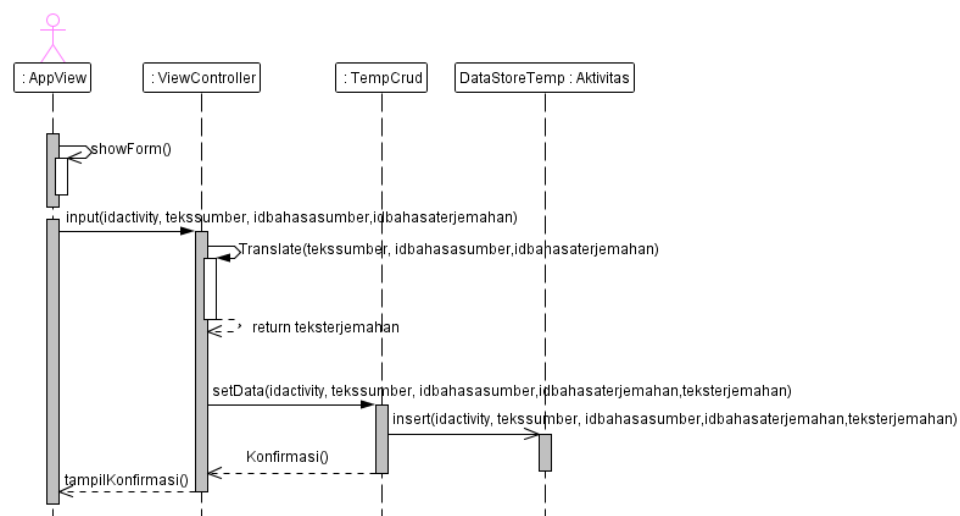 : AppView
: ViewController
: TempCrud
DataStoreTemp : Aktivitas
showForm()
input(idactivity, tekssumber, idbahasasumber,idbahasaterjemahan)
Translate(tekssumber, idbahasasumber,idbahasaterjemahan)
return teksterjemahan
setData(idactivity, tekssumber, idbahasasumber,idbahasaterjemahan,teksterjemahan)
insert(idactivity, tekssumber, idbahasasumber,idbahasaterjemahan,teksterjemahan)
Konfirmasi()
tampilKonfirmasi()